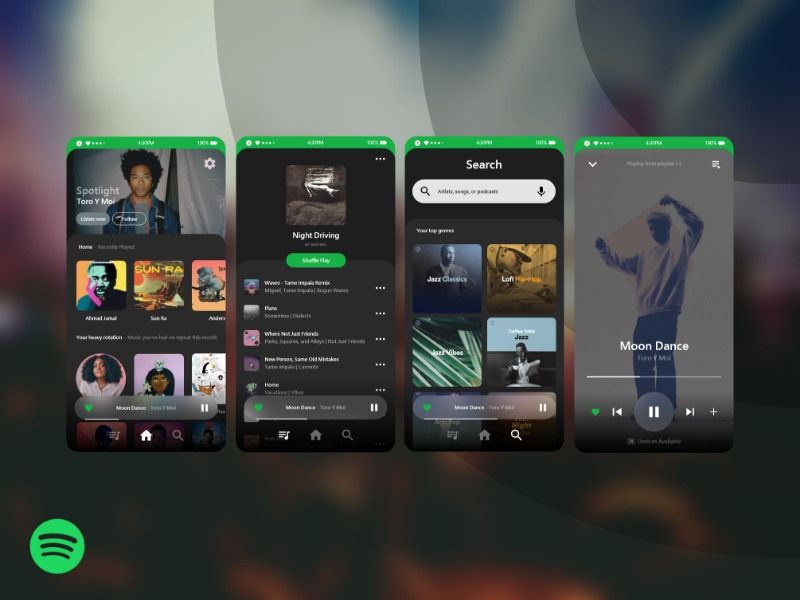 4:20PM
100%
Spotlight
Toro Y Moi
Listen now
Follow
Home · Recently Played
SUN RA
Ahmad Jamal
Sun Ra
Anders
Your heavy rotation · Music you've had on repeat this month
Moon Dance · Toro Y Moi
4:20PM
100%
Night Driving
Shuffle Play
Waves - Tame Impala Remix
Miguel, Tame Impala | Rogue Waves
Plans
Snowmine | Dialects
Where Not Just Friends
Parks, Squares, and Alleys | Not Just Friends
New Person, Same Old Mistakes
Tame Impala | Currents
Home
Vacations | Vibes
Moon Dance · Toro Y Moi
4:20PM
100%
Search
Artists, songs, or podcasts
Your top genres
Jazz Classics
Lofi Hip-Hop
Jazz Vibes
Coffee Table
Jazz
Moon Dance · Toro Y Moi
Night
4:20PM
100%
Playing from playlist
Moon Dance
Toro Y Moi
Devices Available